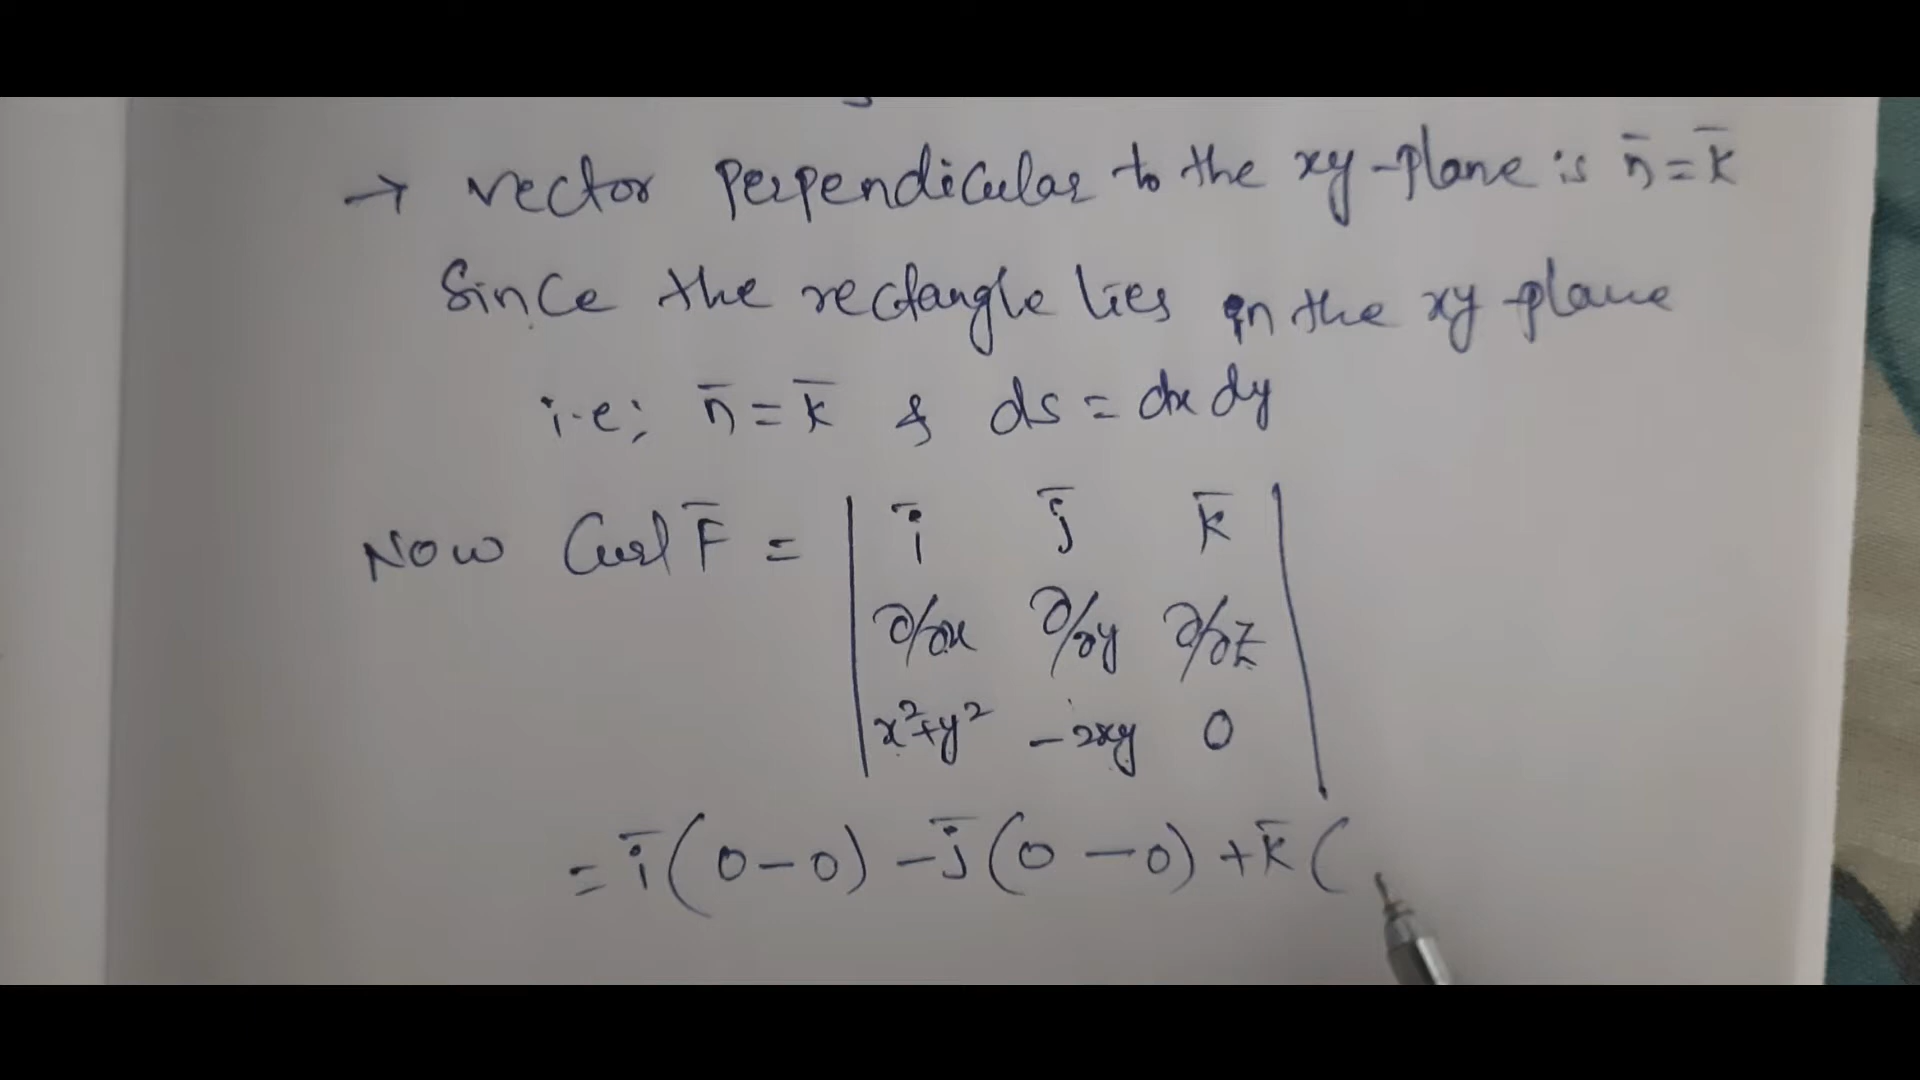 → vector perpendicular to the xy-plane is n̄ = k̄
Since the rectangle lies in the xy plane
i.e; n̄ = k̄ & ds = dx dy
Now Curl F̄ = | ī j̄ k̄ |
∂/∂x ∂/∂y ∂/∂z
x²+y² -2xy 0
= ī(0-0) - j̄(0-0) + k̄(